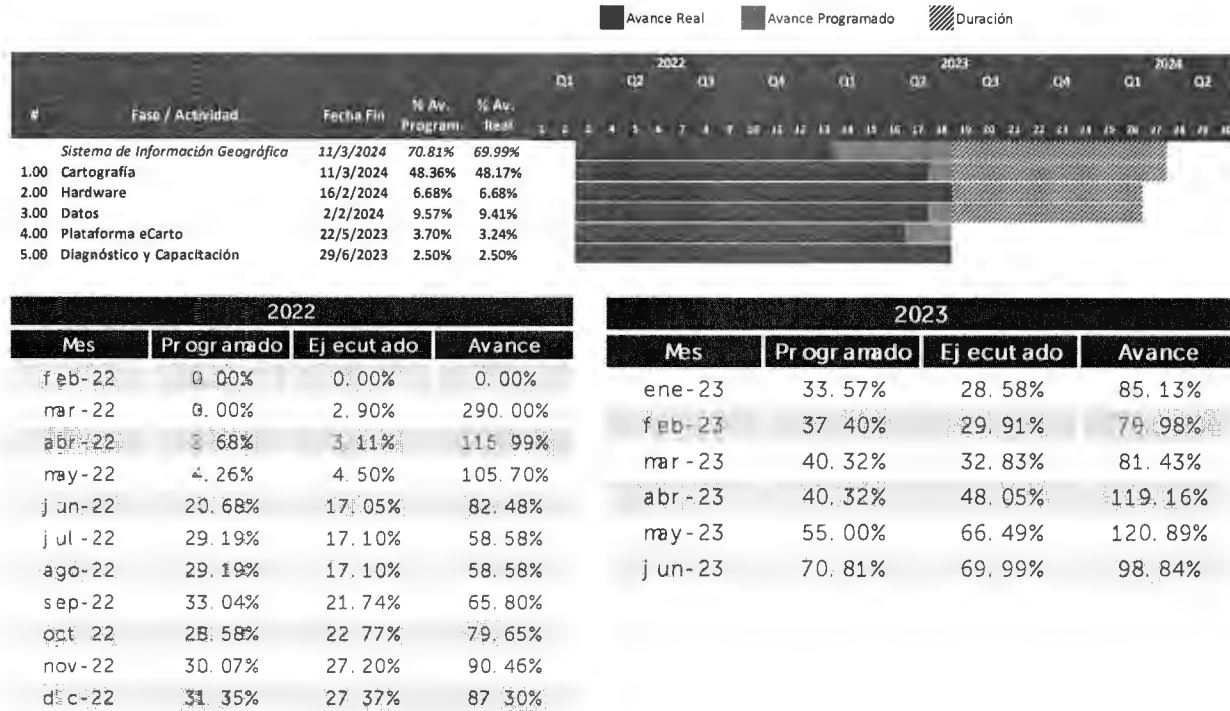 Avance Real Avance Programado Duración
2022 2023 2024
Q1 Q2 Q3 Q4 Q1 Q2 Q3 Q4 Q1 Q2
# Fase / Actividad Fecha Fin % Av. Program. % Av. Real
Sistema de Información Geográfica 11/3/2024 70.81% 69.99%
1.00 Cartografía 11/3/2024 48.36% 48.17%
2.00 Hardware 16/2/2024 6.68% 6.68%
3.00 Datos 2/2/2024 9.57% 9.41%
4.00 Plataforma eCarto 22/5/2023 3.70% 3.24%
5.00 Diagnóstico y Capacitación 29/6/2023 2.50% 2.50%
2022
Mes Programado Ejecutado Avance
feb-22 0.00% 0.00% 0.00%
mar-22 0.00% 2.90% 290.00%
abr-22 2.68% 3.11% 115.99%
may-22 4.26% 4.50% 105.70%
jun-22 20.68% 17.05% 82.48%
jul-22 29.19% 17.10% 58.58%
ago-22 29.19% 17.10% 58.58%
sep-22 33.04% 21.74% 65.80%
oct 22 28.58% 22 77% 79.65%
nov-22 30.07% 27.20% 90.46%
dic-22 31 35% 27 37% 87 30%
2023
Mes Programado Ejecutado Avance
ene-23 33.57% 28.58% 85.13%
feb-23 37 40% 29.91% 79.98%
mar-23 40.32% 32.83% 81.43%
abr-23 40.32% 48.05% 119.16%
may-23 55.00% 66.49% 120.89%
jun-23 70.81% 69.99% 98.84%